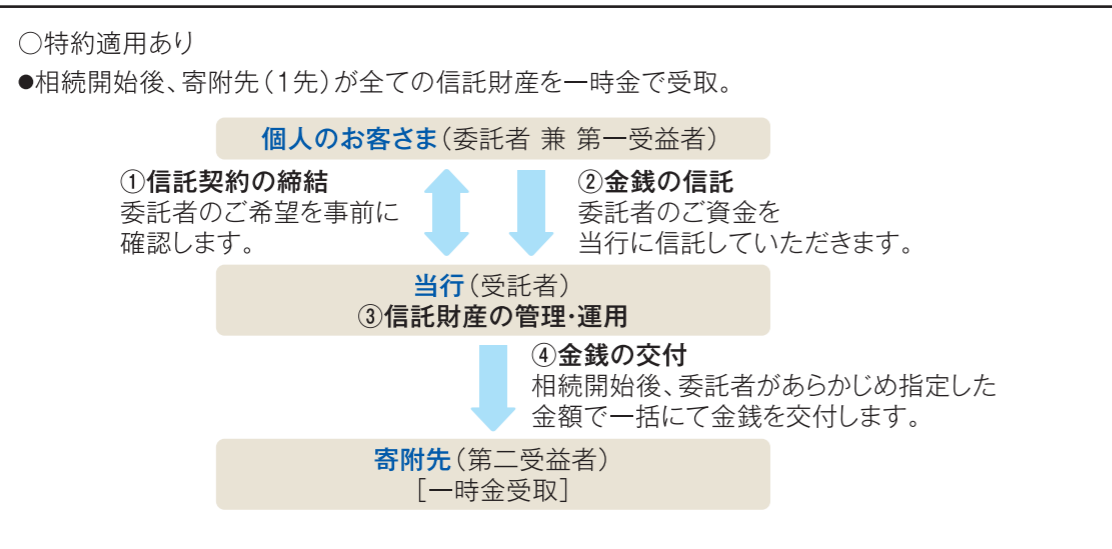 ○特約適用あり
●相続開始後、寄附先（1先）が全ての信託財産を一時金で受取。
個人のお客さま（委託者 兼 第一受益者）
①信託契約の締結
委託者のご希望を事前に
確認します。
②金銭の信託
委託者のご資金を
当行に信託していただきます。
当行（受託者）
③信託財産の管理・運用
④金銭の交付
相続開始後、委託者があらかじめ指定した
金額で一括にて金銭を交付します。
寄附先（第二受益者）
［一時金受取］